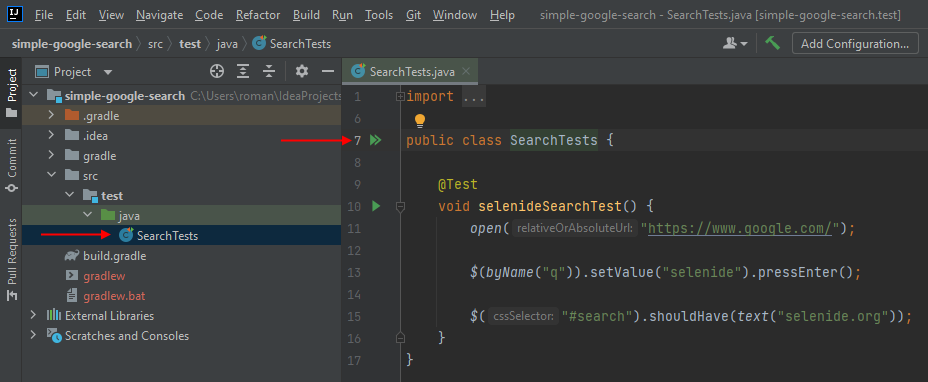 IJ File Edit View Navigate Code Refactor Build Run Tools Git Window Help simple-google-search - SearchTests.java [simple-google-search.test]
simple-google-search src test java SearchTests Add Configuration...
Project
Commit
Pull Requests
Project
simple-google-search C:\Users\roman\IdeaProjects
.gradle
.idea
gradle
src
test
java
SearchTests
build.gradle
gradlew
gradlew.bat
External Libraries
Scratches and Consoles
SearchTests.java
1 import ...
6
7 public class SearchTests {
8
9 @Test
10 void selenideSearchTest() {
11 open( relativeOrAbsoluteUrl: "https://www.google.com/");
12
13 $(byName("q")).setValue("selenide").pressEnter();
14
15 $( cssSelector: "#search").shouldHave(text("selenide.org"));
16 }
17 }